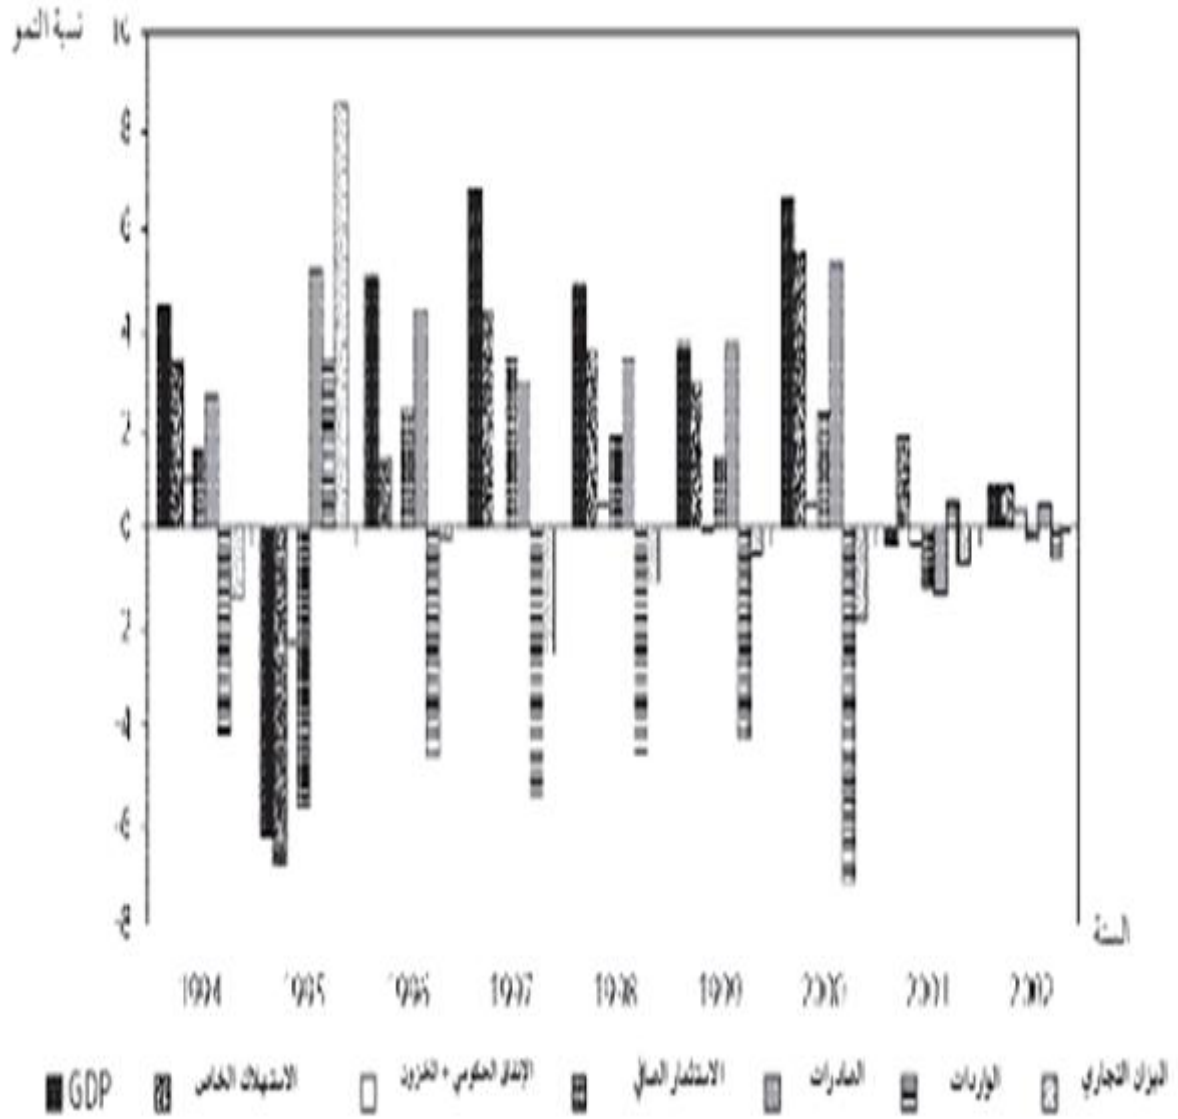 نسبة النمو
10
8
6
4
2
0
-2
-4
-6
-8
السنة
1994 1995 1996 1997 1998 1999 2000 2001 2002
GDP الاستهلاك الخاص الإنفاق الحكومي + المخزون الاستثمار الصافي الصادرات الواردات الميزان التجاري